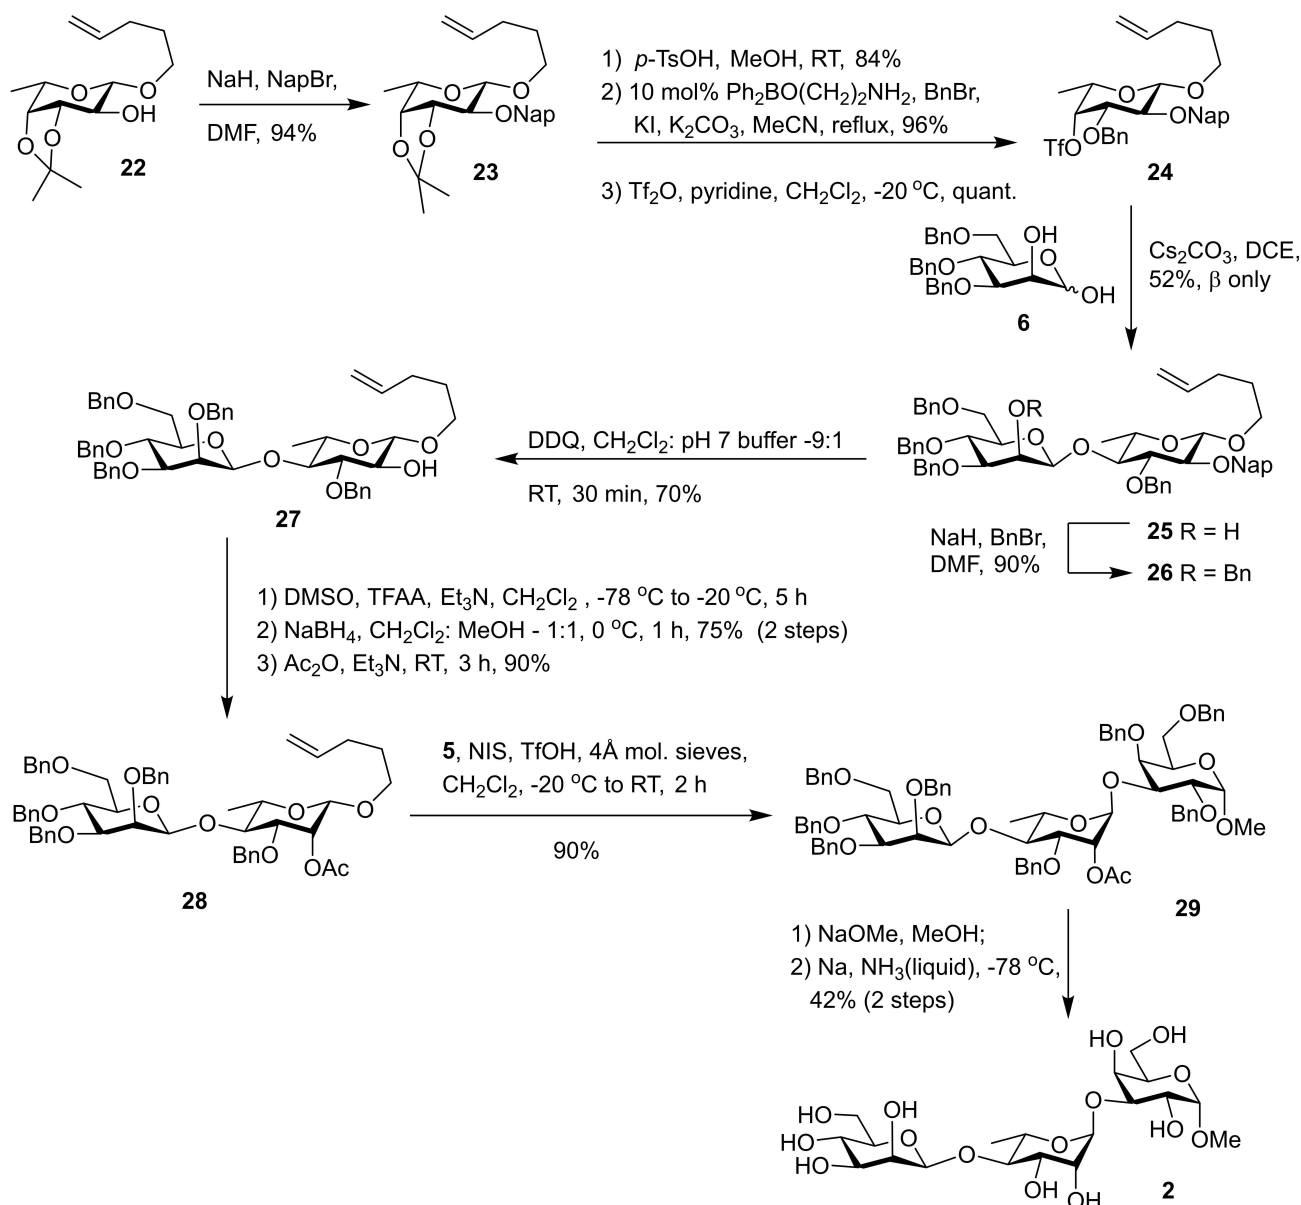 O
O
OH
O
O
22
NaH, NapBr,
DMF, 94%
O
O
ONap
O
O
23
1) p-TsOH, MeOH, RT, 84%
2) 10 mol% Ph₂BO(CH₂)₂NH₂, BnBr,
KI, K₂CO₃, MeCN, reflux, 96%
3) Tf₂O, pyridine, CH₂Cl₂, -20 °C, quant.
O
O
ONap
OBn
TfO
24
BnO
OH
O
BnO
BnO
OH
6
Cs₂CO₃, DCE,
52%, β only
BnO
OBn
O
BnO
BnO
O
O
O
OH
OBn
27
DDQ, CH₂Cl₂: pH 7 buffer -9:1
RT, 30 min, 70%
BnO
OR
O
BnO
BnO
O
O
O
ONap
OBn
25 R = H
NaH, BnBr,
DMF, 90%
26 R = Bn
1) DMSO, TFAA, Et₃N, CH₂Cl₂ , -78 °C to -20 °C, 5 h
2) NaBH₄, CH₂Cl₂: MeOH - 1:1, 0 °C, 1 h, 75% (2 steps)
3) Ac₂O, Et₃N, RT, 3 h, 90%
BnO
OBn
O
BnO
BnO
O
O
O
BnO
OAc
28
5, NIS, TfOH, 4Å mol. sieves,
CH₂Cl₂, -20 °C to RT, 2 h
90%
OBn
BnO
O
O
BnO
OMe
BnO
OBn
O
BnO
BnO
O
O
BnO
OAc
29
1) NaOMe, MeOH;
2) Na, NH₃(liquid), -78 °C,
42% (2 steps)
HO
OH
O
O
HO
OMe
HO
OH
O
HO
HO
O
O
OH
OH
2